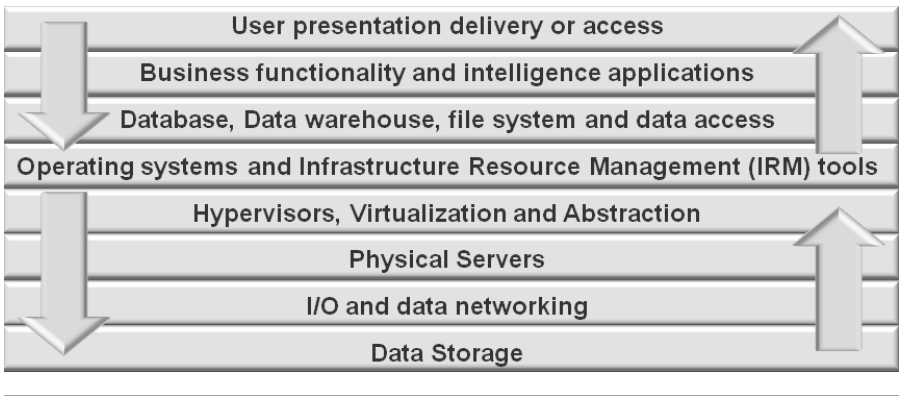 User presentation delivery or access
Business functionality and intelligence applications
Database, Data warehouse, file system and data access
Operating systems and Infrastructure Resource Management (IRM) tools
Hypervisors, Virtualization and Abstraction
Physical Servers
I/O and data networking
Data Storage